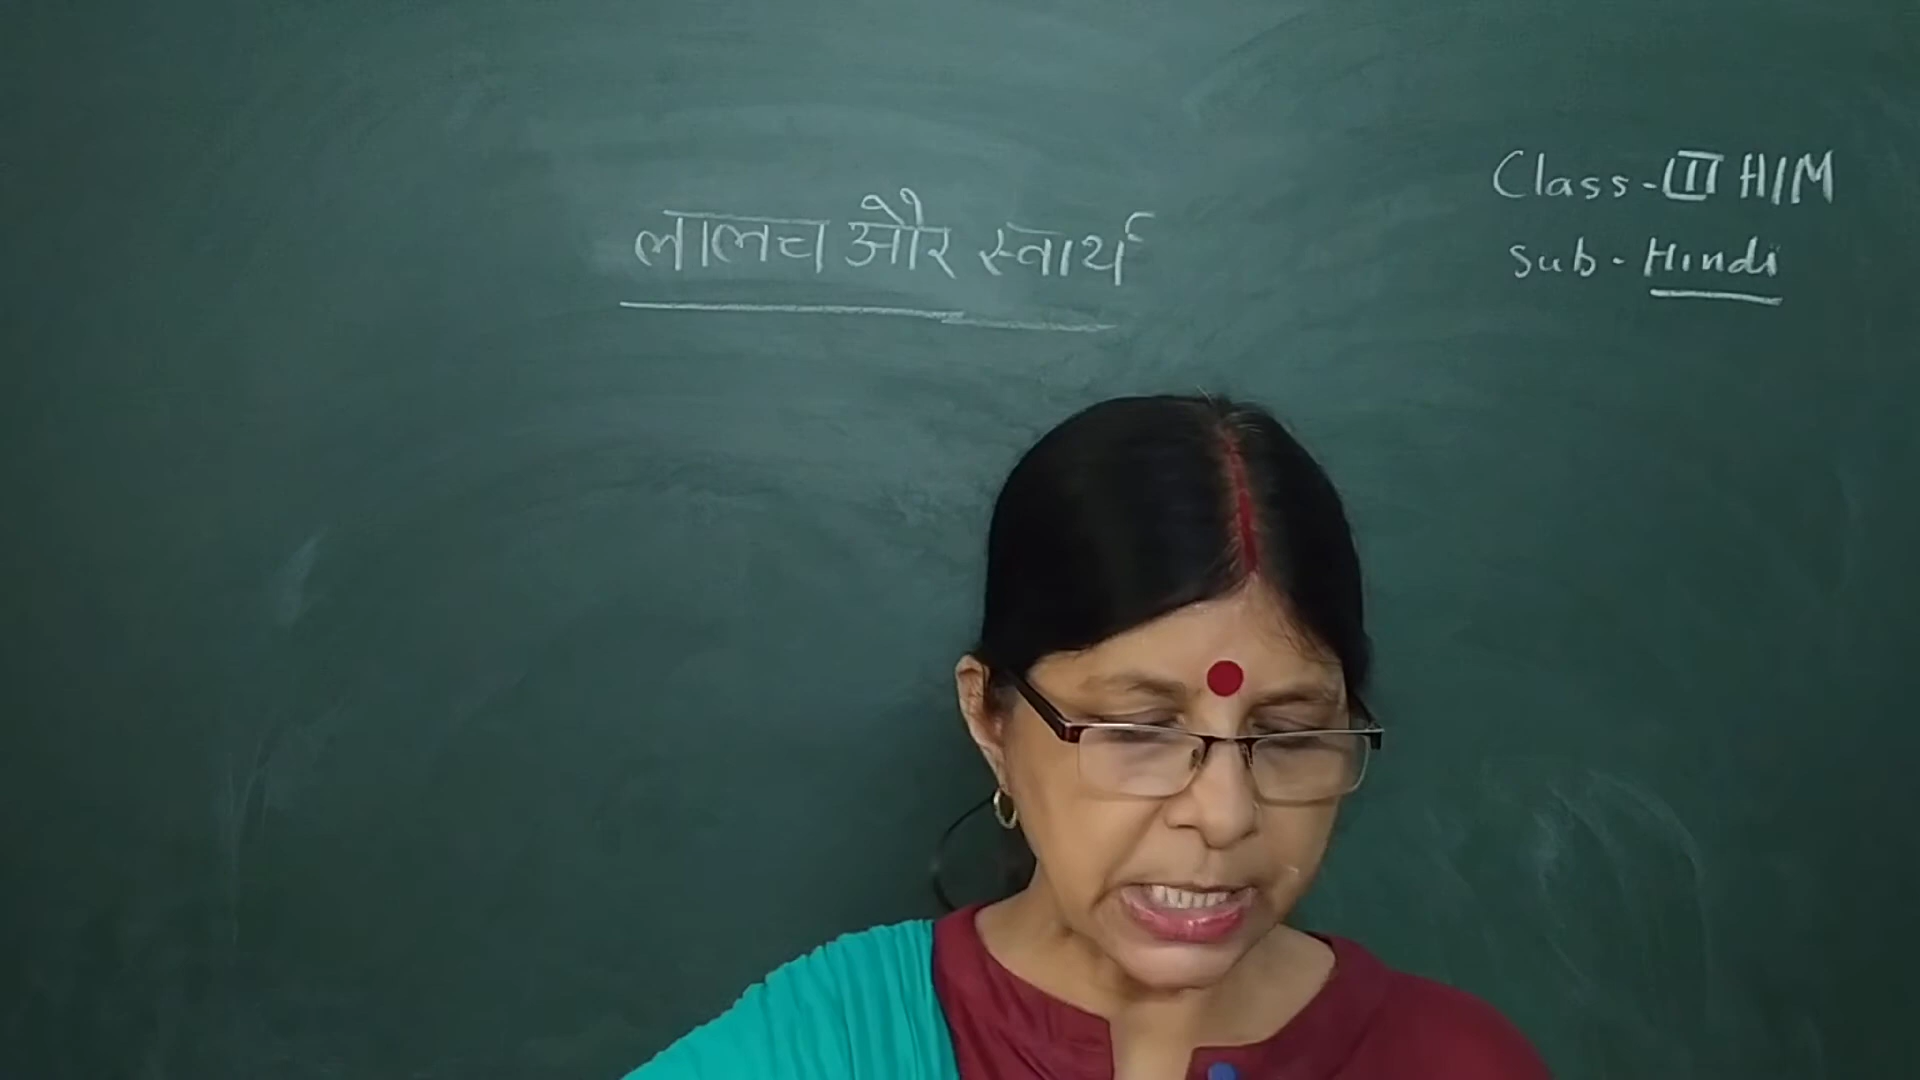 लालच और स्वार्थ
Class-III H/M
Sub - Hindi